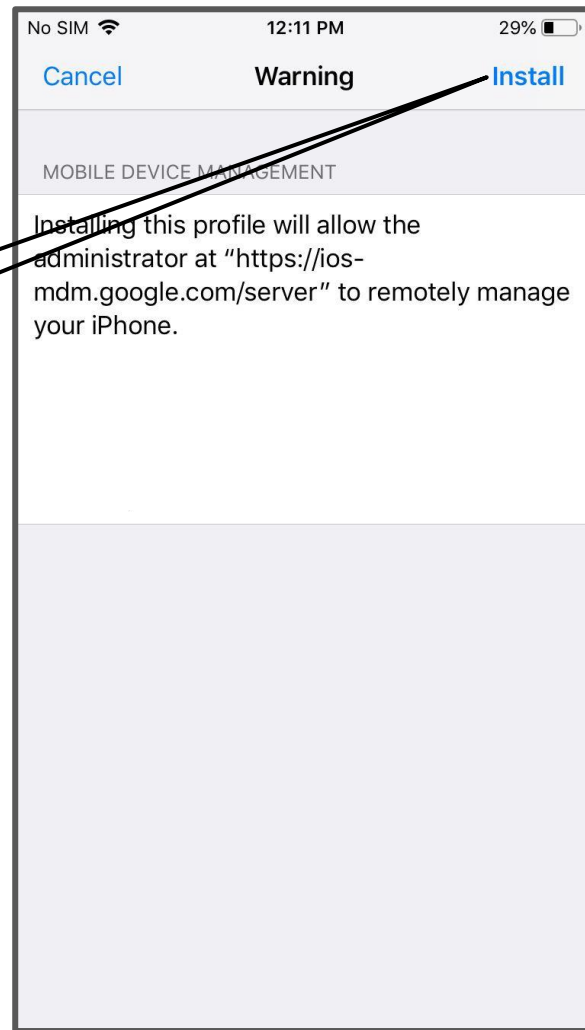 No SIM 12:11 PM 29%
Cancel Warning Install
MOBILE DEVICE MANAGEMENT
Installing this profile will allow the
administrator at “https://ios-
mdm.google.com/server” to remotely manage
your iPhone.